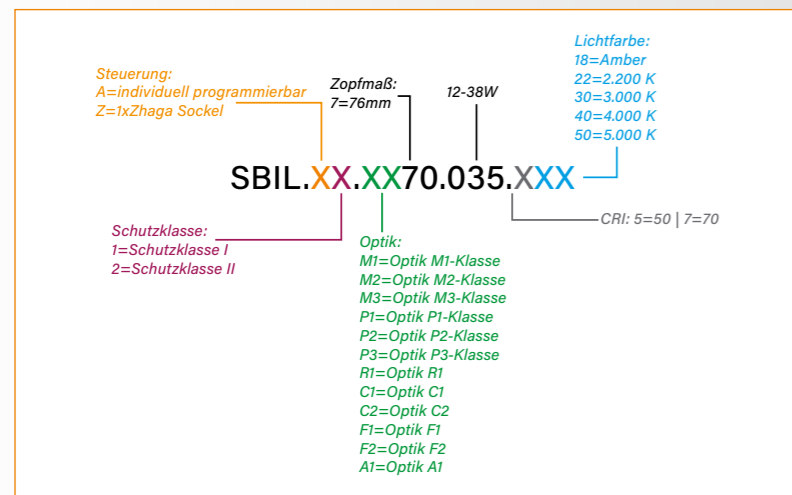 Lichtfarbe:
18=Amber
22=2.200 K
30=3.000 K
40=4.000 K
50=5.000 K
Steuerung:
A=individuell programmierbar
Z=1xZhaga Sockel
Zopfmaß:
7=76mm
12-38W
SBIL.XX.XX70.035.XXX
Schutzklasse:
1=Schutzklasse I
2=Schutzklasse II
CRI: 5=50 | 7=70
Optik:
M1=Optik M1-Klasse
M2=Optik M2-Klasse
M3=Optik M3-Klasse
P1=Optik P1-Klasse
P2=Optik P2-Klasse
P3=Optik P3-Klasse
R1=Optik R1
C1=Optik C1
C2=Optik C2
F1=Optik F1
F2=Optik F2
A1=Optik A1